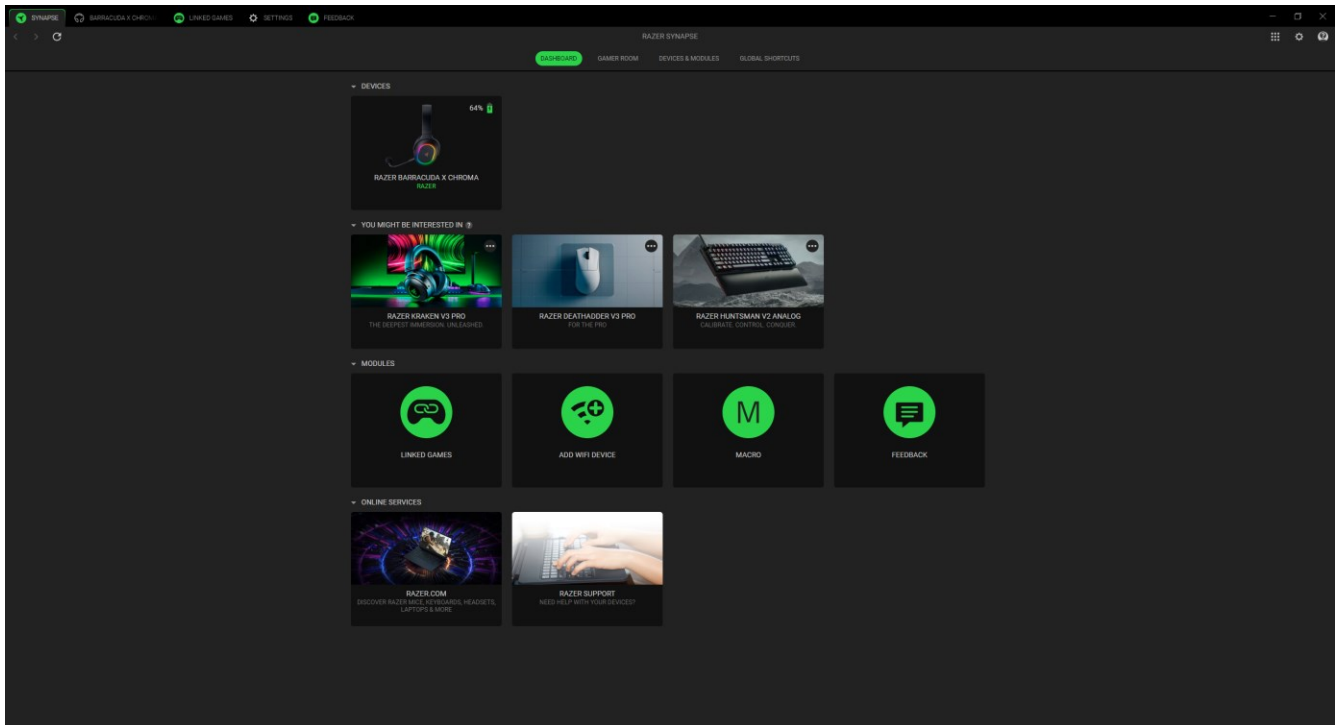 SYNAPSE
BARRACUDA X CHROM
LINKED GAMES
SETTINGS
FEEDBACK
RAZER SYNAPSE
DASHBOARD
GAMER ROOM
DEVICES & MODULES
GLOBAL SHORTCUTS
DEVICES
64%
RAZER BARRACUDA X CHROMA
RAZER
YOU MIGHT BE INTERESTED IN ?
RAZER KRAKEN V3 PRO
THE DEEPEST IMMERSION. UNLEASHED.
RAZER DEATHADDER V3 PRO
FOR THE PRO
RAZER HUNTSMAN V2 ANALOG
CALIBRATE. CONTROL. CONQUER.
MODULES
LINKED GAMES
ADD WIFI DEVICE
M
MACRO
FEEDBACK
ONLINE SERVICES
RAZER.COM
DISCOVER RAZER MICE, KEYBOARDS, HEADSETS,
LAPTOPS & MORE
RAZER SUPPORT
NEED HELP WITH YOUR DEVICES?